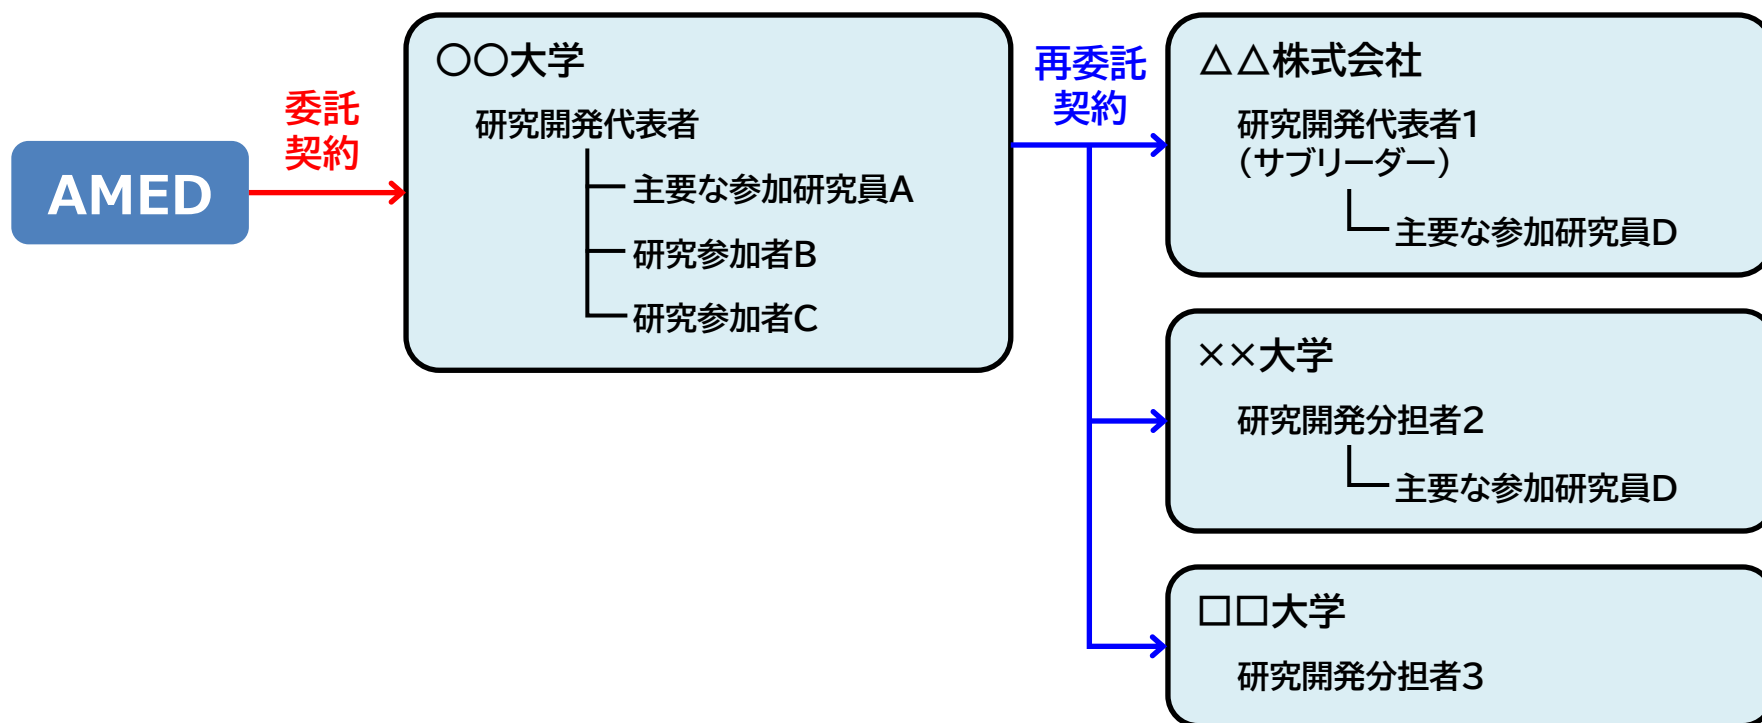 AMED
委託
契約
〇〇大学
研究開発代表者
主要な参加研究員A
研究参加者B
研究参加者C
再委託
契約
△△株式会社
研究開発代表者1
(サブリーダー)
主要な参加研究員D
××大学
研究開発分担者2
主要な参加研究員D
□□大学
研究開発分担者3